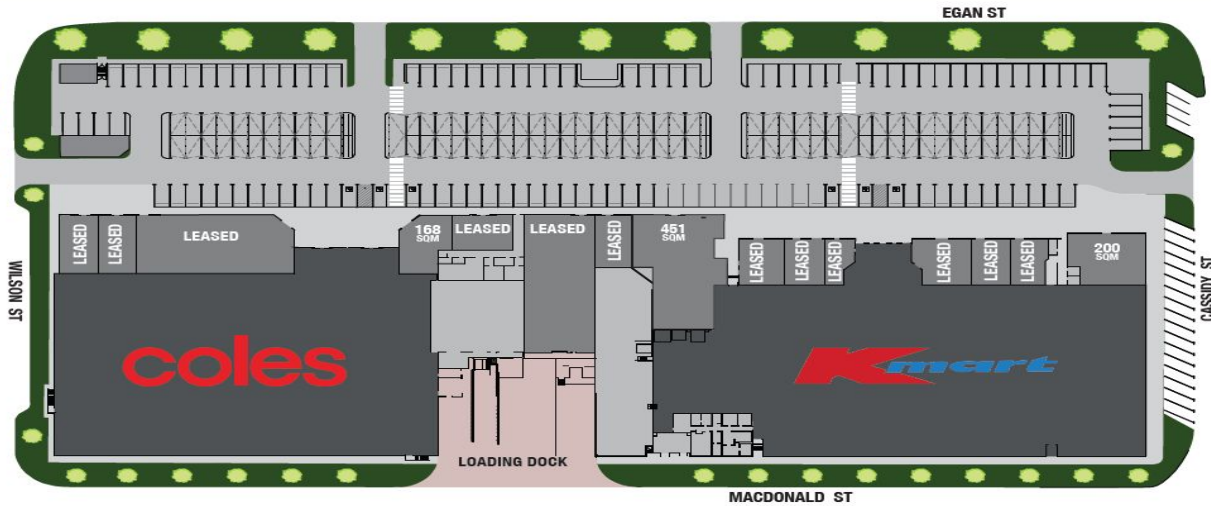 EGAN ST
LEASED
LEASED
LEASED
168
SQM
LEASED
LEASED
LEASED
451
SQM
LEASED
LEASED
LEASED
LEASED
LEASED
LEASED
200
SQM
WILSON ST
CASSIDY ST
coles
Kmart
LOADING DOCK
MACDONALD ST